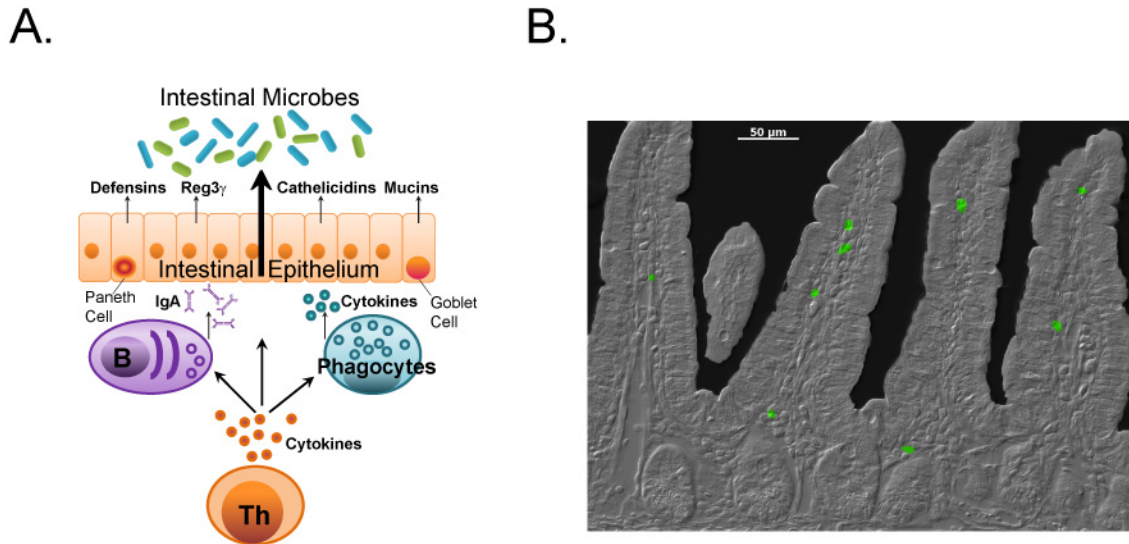 A.
B.
Intestinal Microbes
Defensins Reg3γ Cathelicidins Mucins
Intestinal Epithelium
Paneth
Cell
IgA
Cytokines
Goblet
Cell
B
Phagocytes
Cytokines
Th
50 μm